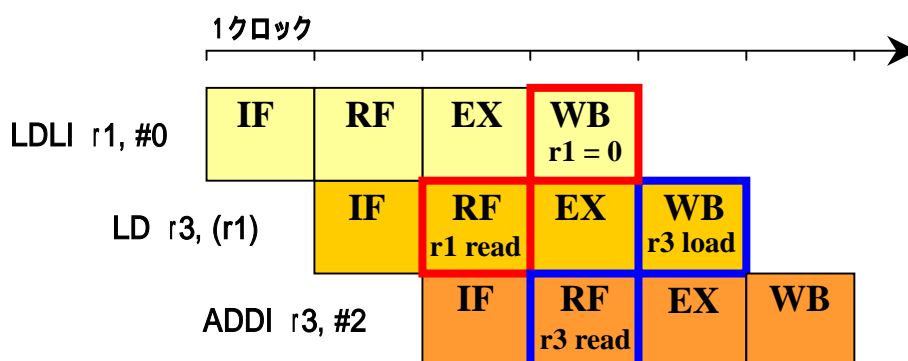 1クロック
IF RF EX WB
LDLI r1, #0
r1 = 0
IF RF EX WB
LD r3, (r1)
r1 read r3 load
IF RF EX WB
ADDI r3, #2
r3 read